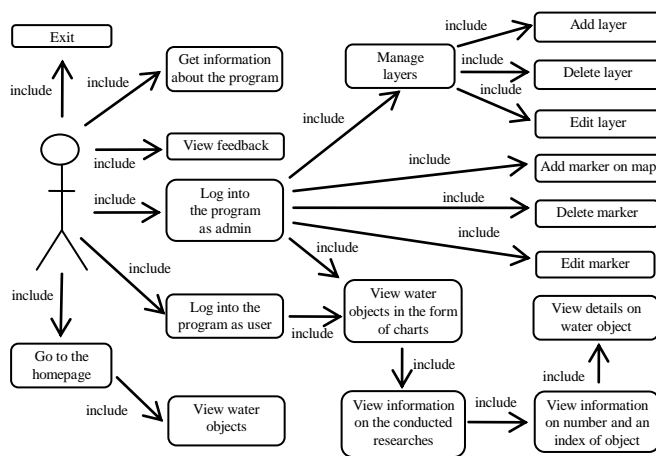 Exit
include
Get information
about the program
include
View feedback
include
Log into
the program
as admin
include
Log into the
program as user
include
Go to the
homepage
include
View water
objects
include
Manage
layers
include
Add layer
include
Delete layer
include
Edit layer
include
Add marker on map
include
Delete marker
include
Edit marker
include
View water
objects in the form
of charts
include
include
View information
on the conducted
researches
include
View information
on number and an
index of object
include
View details on
water object
include